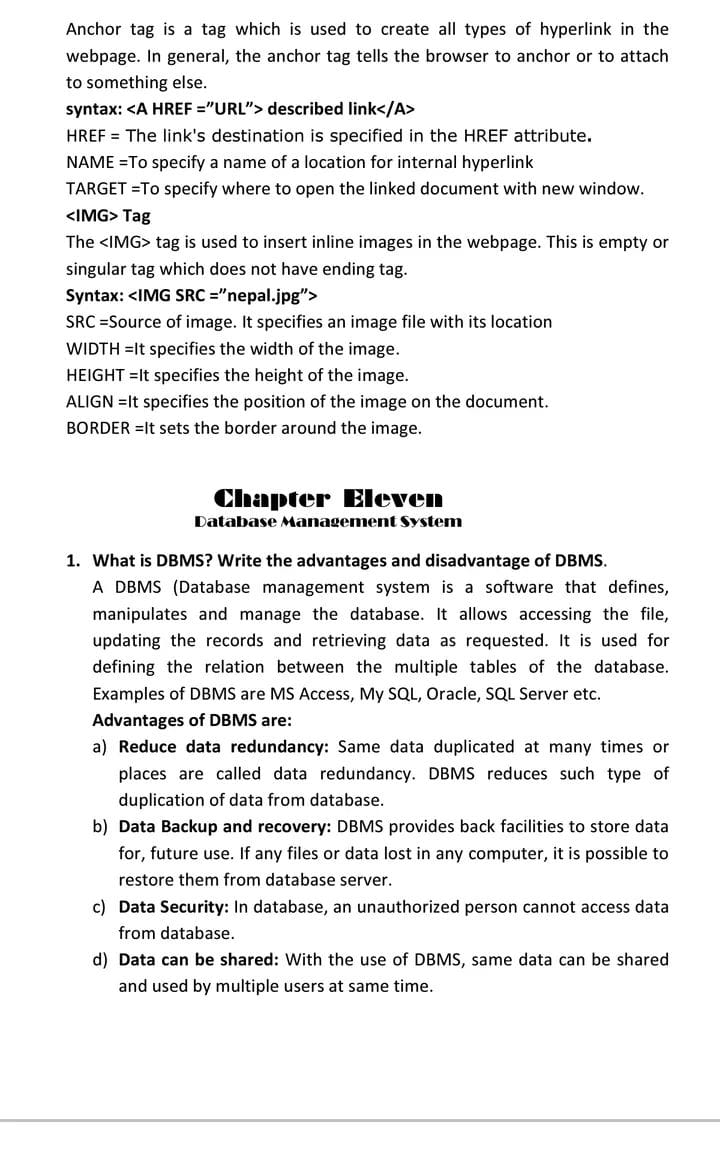 Anchor tag is a tag which is used to create all types of hyperlink in the
webpage. In general, the anchor tag tells the browser to anchor or to attach
to something else.
syntax: <A HREF =”URL”> described link</A>
HREF = The link's destination is specified in the HREF attribute.
NAME =To specify a name of a location for internal hyperlink
TARGET =To specify where to open the linked document with new window.
<IMG> Tag
The <IMG> tag is used to insert inline images in the webpage. This is empty or
singular tag which does not have ending tag.
Syntax: <IMG SRC =”nepal.jpg”>
SRC =Source of image. It specifies an image file with its location
WIDTH =It specifies the width of the image.
HEIGHT =It specifies the height of the image.
ALIGN =It specifies the position of the image on the document.
BORDER =It sets the border around the image.
Chapter Eleven
Database Management System
1. What is DBMS? Write the advantages and disadvantage of DBMS.
A DBMS (Database management system is a software that defines,
manipulates and manage the database. It allows accessing the file,
updating the records and retrieving data as requested. It is used for
defining the relation between the multiple tables of the database.
Examples of DBMS are MS Access, My SQL, Oracle, SQL Server etc.
Advantages of DBMS are:
a) Reduce data redundancy: Same data duplicated at many times or
places are called data redundancy. DBMS reduces such type of
duplication of data from database.
b) Data Backup and recovery: DBMS provides back facilities to store data
for, future use. If any files or data lost in any computer, it is possible to
restore them from database server.
c) Data Security: In database, an unauthorized person cannot access data
from database.
d) Data can be shared: With the use of DBMS, same data can be shared
and used by multiple users at same time.